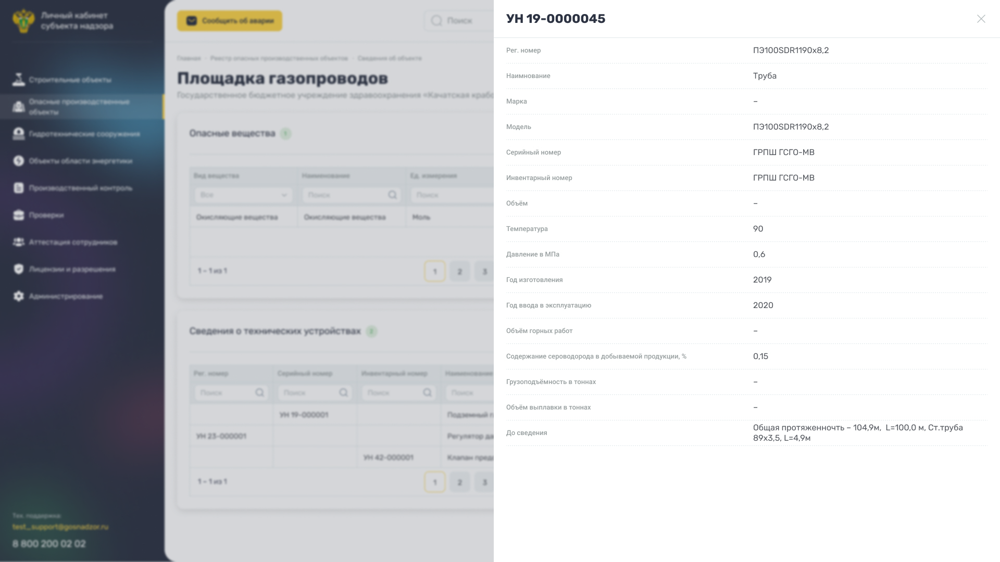 Личный кабинет
субъекта надзора
Строительные объекты
Опасные производственные
объекты
Гидротехнические сооружения
Объекты области энергетики
Производственный контроль
Проверки
Аттестация сотрудников
Лицензии и разрешения
Администрирование
Тех. поддержка:
test_support@gosnadzor.ru
8 800 200 02 02
Сообщить об аварии
Поиск
Главная - Реестр опасных производственных объектов - Сведения об объекте
Площадка газопроводов
Государственное бюджетное учреждение здравоохранения
Опасные вещества 1
Вид вещества Наименование Ед. измерения
Все Поиск Поиск
Окисляющие вещества Окисляющие вещества Моль
1 – 1 из 1 1 2 3
Сведения о технических устройствах 2
Рег. номер Серийный номер Инвентарный номер Наименование
Поиск Поиск Поиск Поиск
УН 19-000001 Подземный г
УН 23-000001 Регулятор да
УН 42-000001 Клапан пред
1 – 1 из 1 1 2 3
УН 19-0000045
Рег. номер ПЭ100SDR1190х8,2
Наимнование Труба
Марка –
Модель ПЭ100SDR1190х8,2
Серийный номер ГРПШ ГСГО-МВ
Инвентарный номер ГРПШ ГСГО-МВ
Объём –
Температура 90
Давление в МПа 0,6
Год изготовления 2019
Год ввода в эксплуатацию 2020
Объём горных работ –
Содержание сероводорода в добываемой продукции, % 0,15
Грузоподъёмность в тоннах –
Объём выплавки в тоннах –
До сведения Общая протяженночть – 104,9м, L=100,0 м, Ст.труба
89х3,5, L=4,9м